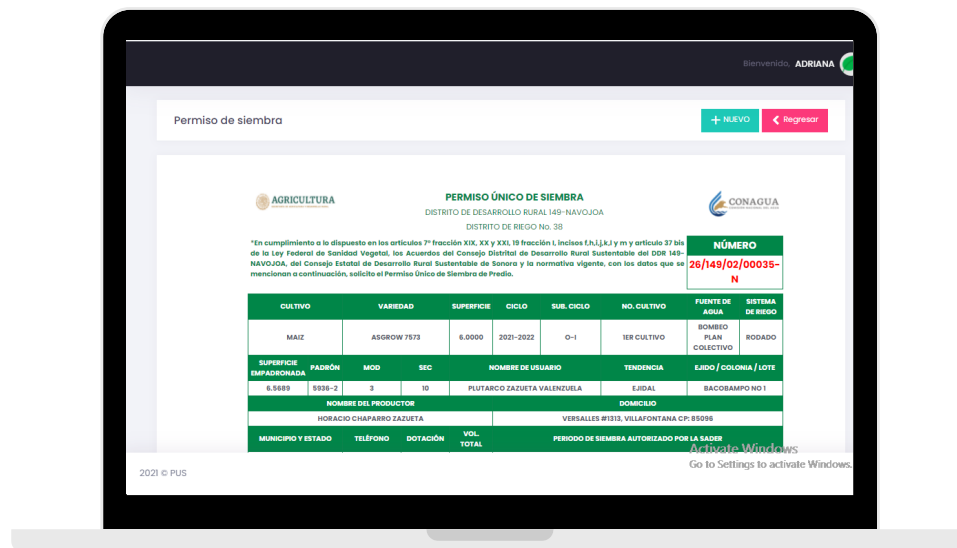 Bienvenido, ADRIANA
Permiso de siembra
+ NUEVO
Regresar
AGRICULTURA
PERMISO ÚNICO DE SIEMBRA
CONAGUA
DISTRITO DE DESARROLLO RURAL 149-NAVOJOA
DISTRITO DE RIEGO No. 38
"En cumplimiento a lo dispuesto en los artículos 7º fracción XIX, XX y XXI, 19 fracción I, incisos f,h,i,j,k,l y m y artículo 37 bis
de la Ley Federal de Sanidad Vegetal, los Acuerdos del Consejo Distrital de Desarrollo Rural Sustentable del DDR 149-
NAVOJOA, del Consejo Estatal de Desarrollo Rural Sustentable de Sonora y la normativa vigente, con los datos que se
mencionan a continuación, solicito el Permiso Único de Siembra de Predio.
NÚMERO
26/149/02/00035-
N
CULTIVO VARIEDAD SUPERFICIE CICLO SUB. CICLO NO. CULTIVO FUENTE DE AGUA SISTEMA DE RIEGO
MAIZ ASGROW 7573 6.0000 2021-2022 O-I 1ER CULTIVO BOMBEO PLAN COLECTIVO RODADO
SUPERFICIE EMPADRONADA PADRÓN MOD SEC NOMBRE DE USUARIO TENDENCIA EJIDO / COLONIA / LOTE
6.5689 5936-2 3 10 PLUTARCO ZAZUETA VALENZUELA EJIDAL BACOBAMPO NO 1
NOMBRE DEL PRODUCTOR DOMICILIO
HORACIO CHAPARRO ZAZUETA VERSALLES #1313, VILLAFONTANA CP: 85096
MUNICIPIO Y ESTADO TELÉFONO DOTACIÓN VOL. TOTAL PERIODO DE SIEMBRA AUTORIZADO POR LA SADER
Activate Windows
Go to Settings to activate Windows.
2021 © PUS